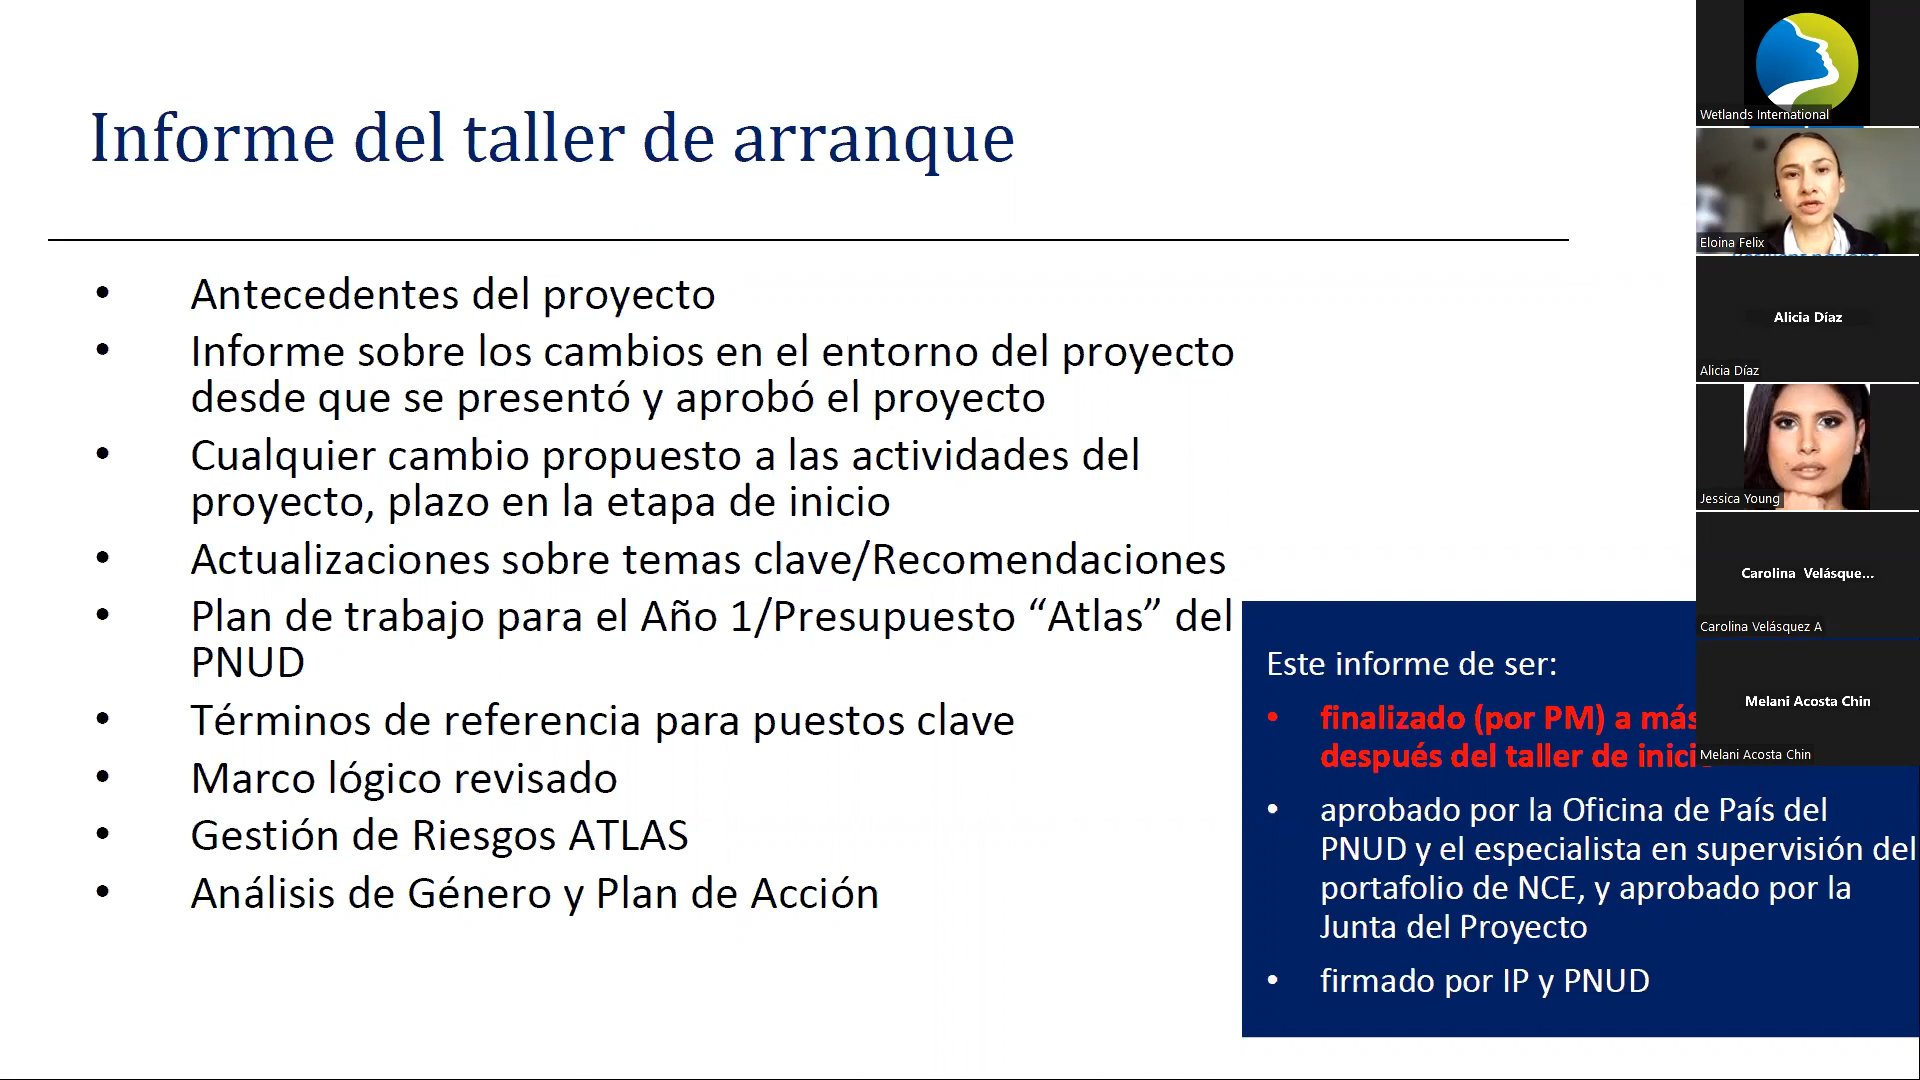 Informe del taller de arranque
• Antecedentes del proyecto
• Informe sobre los cambios en el entorno del proyecto
desde que se presentó y aprobó el proyecto
• Cualquier cambio propuesto a las actividades del
proyecto, plazo en la etapa de inicio
• Actualizaciones sobre temas clave/Recomendaciones
• Plan de trabajo para el Año 1/Presupuesto “Atlas” del
PNUD
• Términos de referencia para puestos clave
• Marco lógico revisado
• Gestión de Riesgos ATLAS
• Análisis de Género y Plan de Acción
Este informe de ser:
• finalizado (por PM) a más
después del taller de
• aprobado por la Oficina de País del
PNUD y el especialista en supervisión del
portafolio de NCE, y aprobado por la
Junta del Proyecto
• firmado por IP y PNUD
Wetlands International
Eloina Felix
Alicia Díaz
Alicia Díaz
Jessica Young
Carolina Velásque...
Carolina Velásquez A
Melani Acosta Chin
Melani Acosta Chin